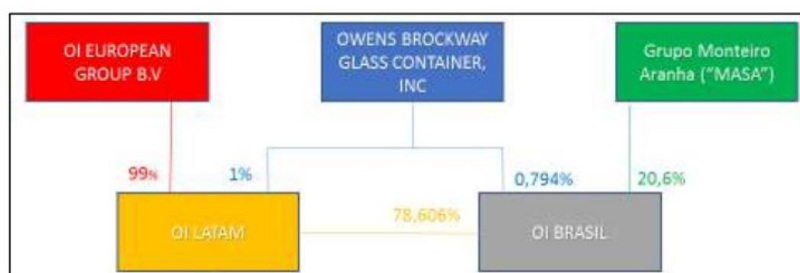 OI EUROPEAN
GROUP B.V
OWENS BROCKWAY
GLASS CONTAINER,
INC
Grupo Monteiro
Aranha ("MASA")
99%
1%
0,794%
20,6%
OI LATAM
78,606%
OI BRASIL